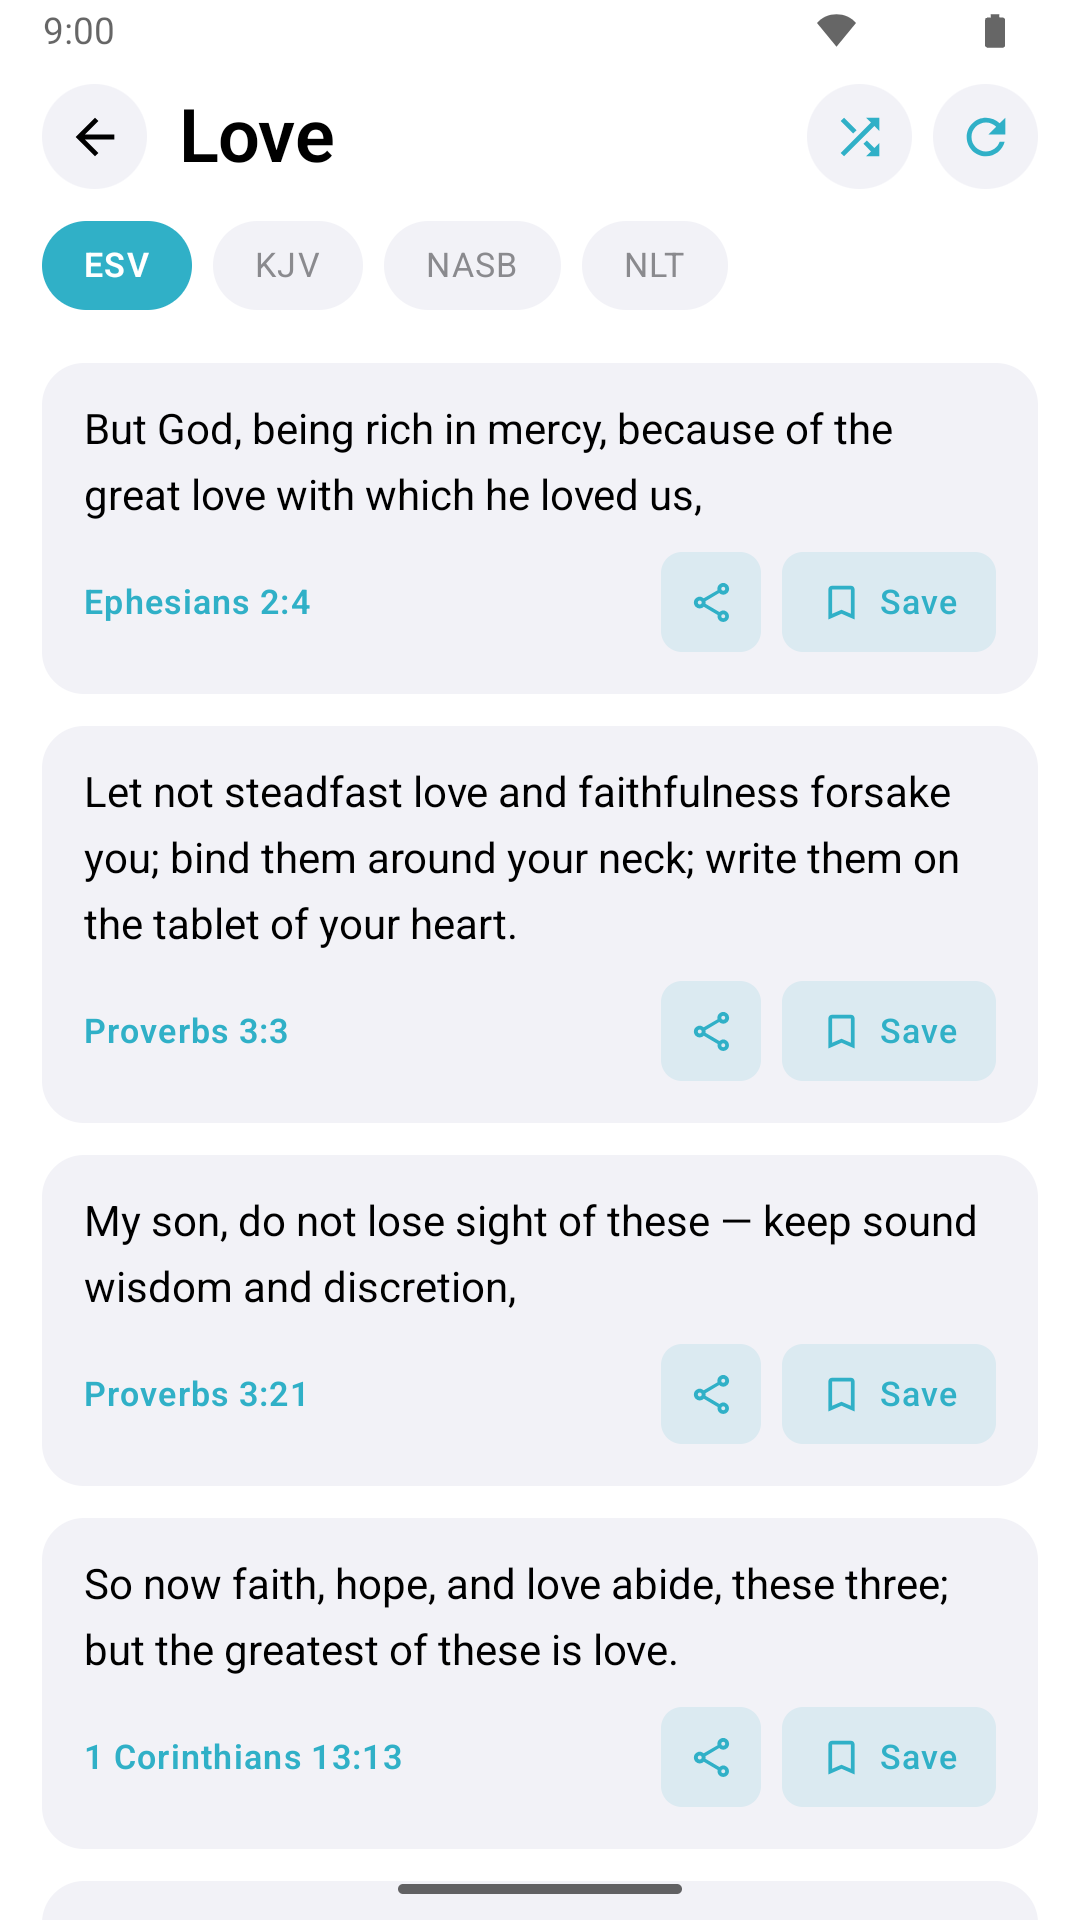 9:00
Love
ESV
KJV
NASB
NLT
But God, being rich in mercy, because of the
great love with which he loved us,
Ephesians 2:4
Save
Let not steadfast love and faithfulness forsake
you; bind them around your neck; write them on
the tablet of your heart.
Proverbs 3:3
Save
My son, do not lose sight of these — keep sound
wisdom and discretion,
Proverbs 3:21
Save
So now faith, hope, and love abide, these three;
but the greatest of these is love.
1 Corinthians 13:13
Save